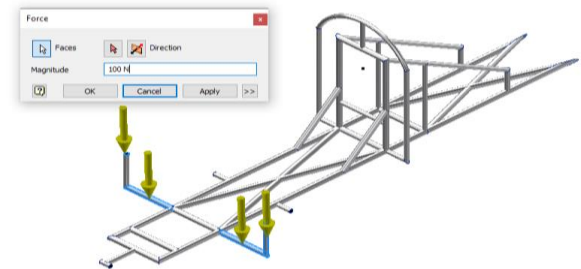 Force
Faces
Direction
Magnitude
100 N
OK
Cancel
Apply
>>